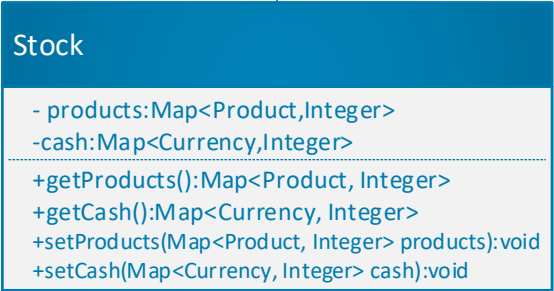 Stock
- products:Map<Product,Integer>
-cash:Map<Currency,Integer>
+getProducts():Map<Product, Integer>
+getCash():Map<Currency, Integer>
+setProducts(Map<Product, Integer> products):void
+setCash(Map<Currency, Integer> cash):void